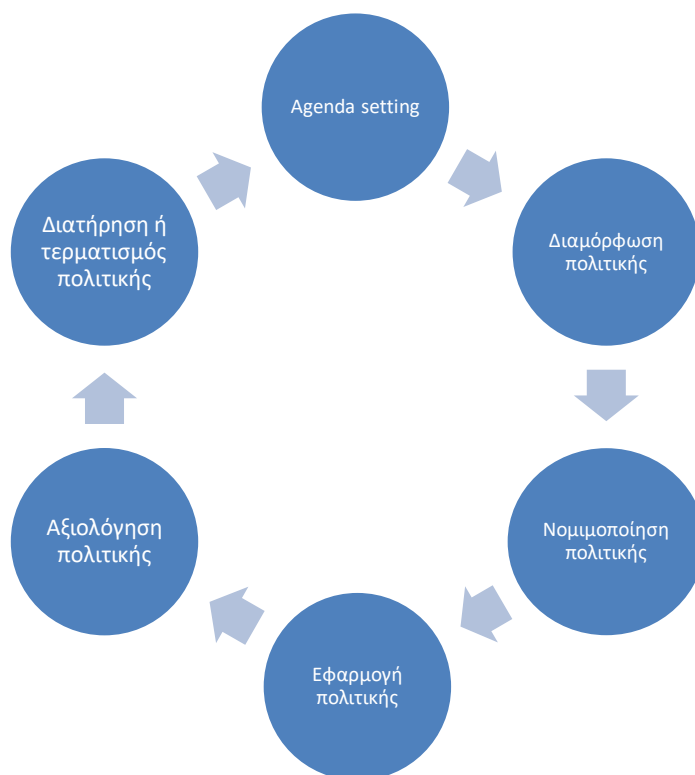 Agenda setting
Διαμόρφωση
πολιτικής
Νομιμοποίηση
πολιτικής
Εφαρμογή
πολιτικής
Αξιολόγηση
πολιτικής
Διατήρηση ή
τερματισμός
πολιτικής